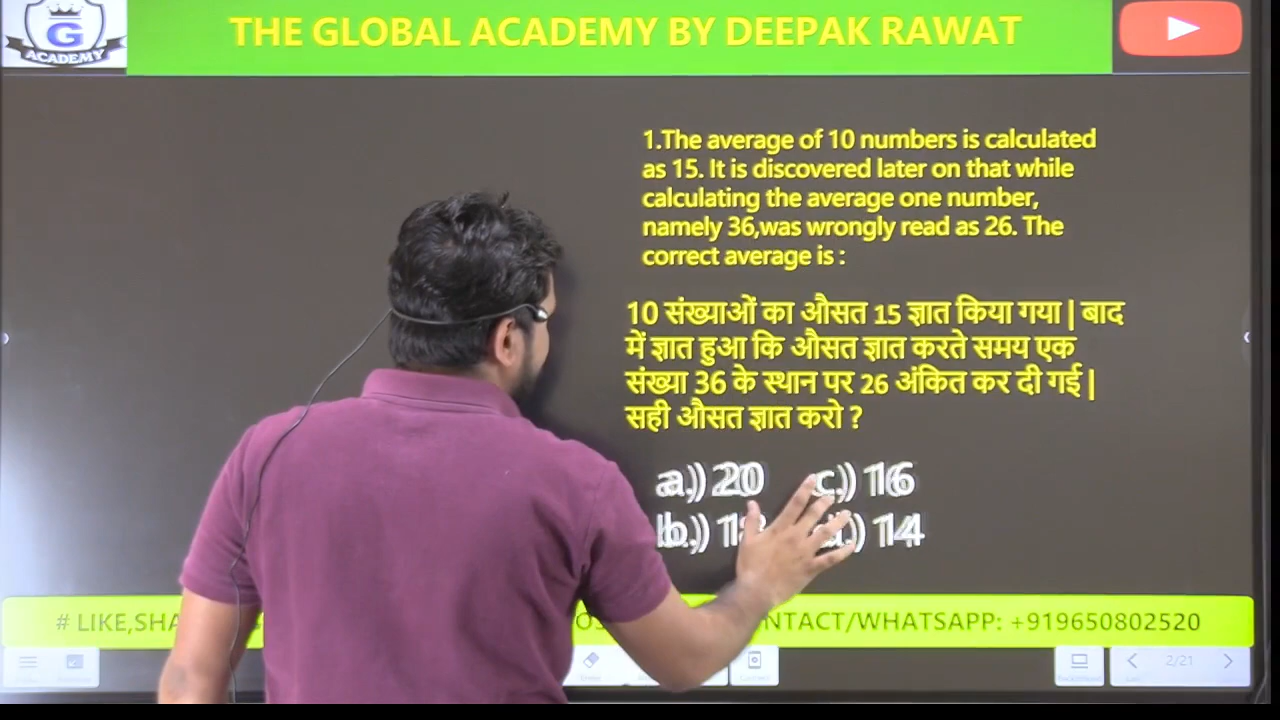 G
ACADEMY
THE GLOBAL ACADEMY BY DEEPAK RAWAT
1.The average of 10 numbers is calculated
as 15. It is discovered later on that while
calculating the average one number,
namely 36,was wrongly read as 26. The
correct average is :
10 संख्याओं का औसत 15 ज्ञात किया गया | बाद
में ज्ञात हुआ कि औसत ज्ञात करते समय एक
संख्या 36 के स्थान पर 26 अंकित कर दी गई |
सही औसत ज्ञात करो ?
a.) 20 c.) 16
b.) .) 14
# LIKE, CONTACT/WHATSAPP: +919650802520
2/21